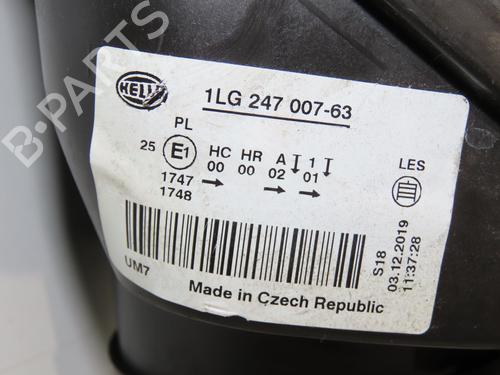 HELLA
1LG 247 007-63
PL
25 E1 HC HR A 1
00 00 02 01
1747
1748
LES
UM7
S18
03.12.2019
11:37:28
Made in Czech Republic
B-PARTS